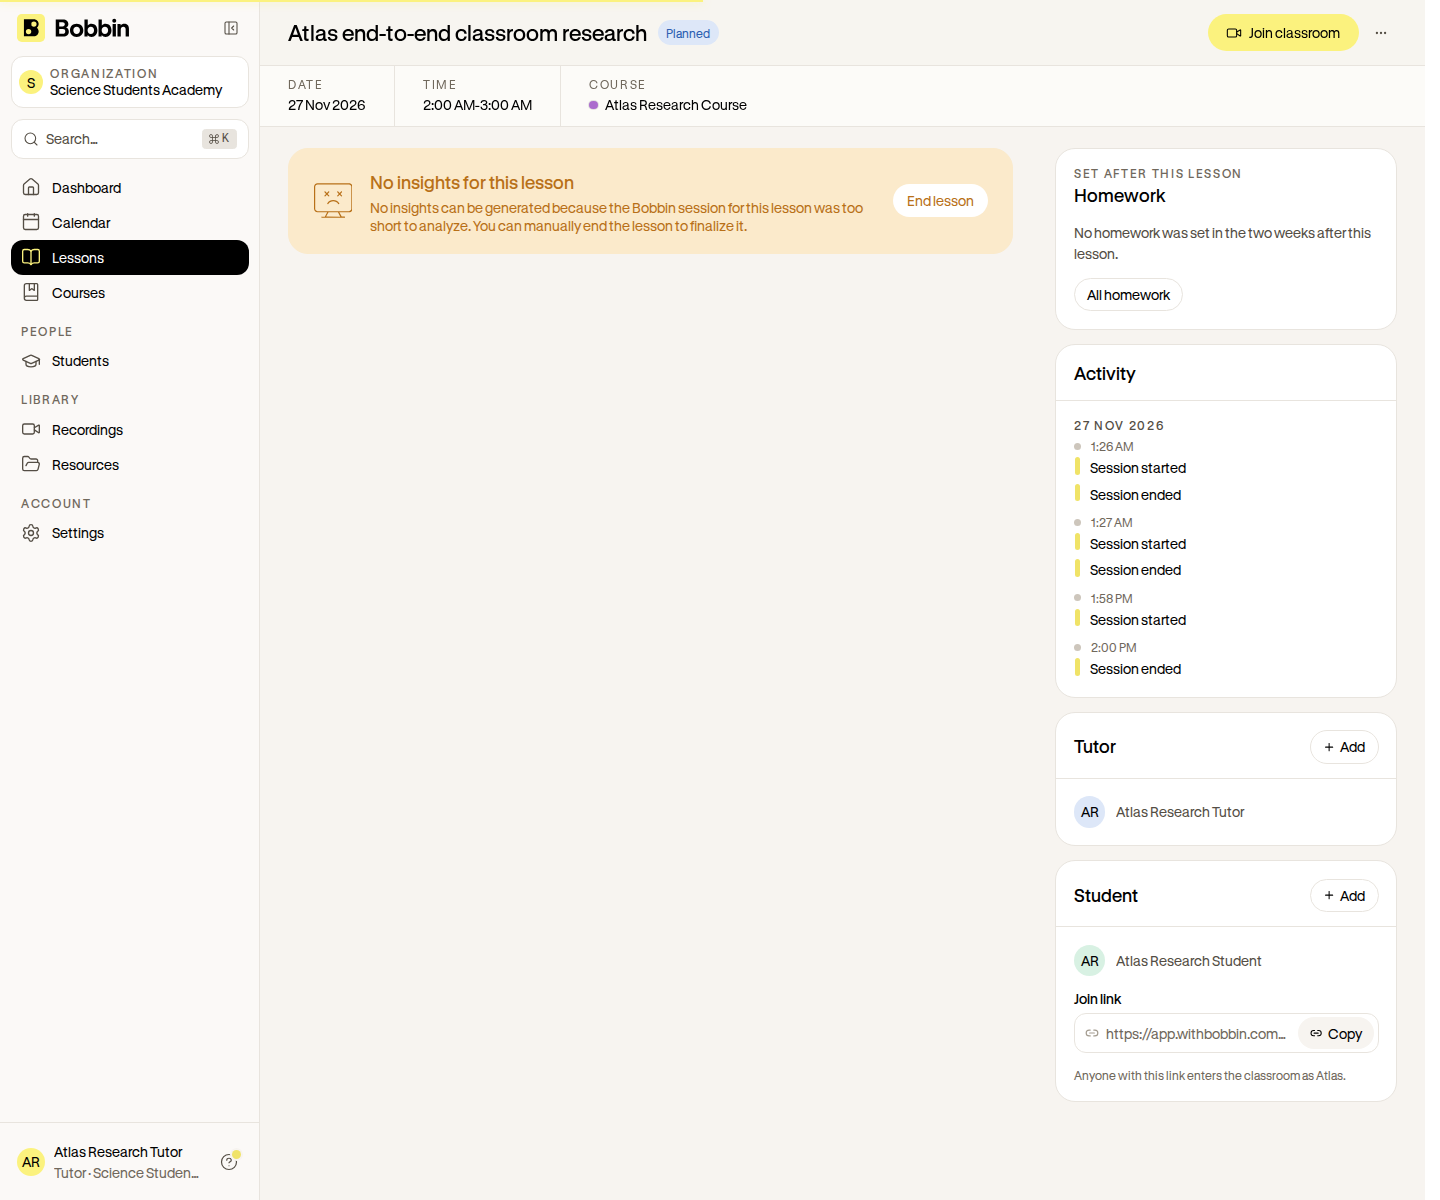 Bobbin
ORGANIZATION
S
Science Students Academy
Search...
⌘ K
Dashboard
Calendar
Lessons
Courses
PEOPLE
Students
LIBRARY
Recordings
Resources
ACCOUNT
Settings
AR
Atlas Research Tutor
Tutor · Science Studen...
Atlas end-to-end classroom research
Planned
Join classroom
DATE
27 Nov 2026
TIME
2:00 AM-3:00 AM
COURSE
Atlas Research Course
No insights for this lesson
No insights can be generated because the Bobbin session for this lesson was too
short to analyze. You can manually end the lesson to finalize it.
End lesson
SET AFTER THIS LESSON
Homework
No homework was set in the two weeks after this
lesson.
All homework
Activity
27 NOV 2026
1:26 AM
Session started
Session ended
1:27 AM
Session started
Session ended
1:58 PM
Session started
2:00 PM
Session ended
Tutor
+ Add
AR
Atlas Research Tutor
Student
+ Add
AR
Atlas Research Student
Join link
https://app.withbobbin.com...
Copy
Anyone with this link enters the classroom as Atlas.